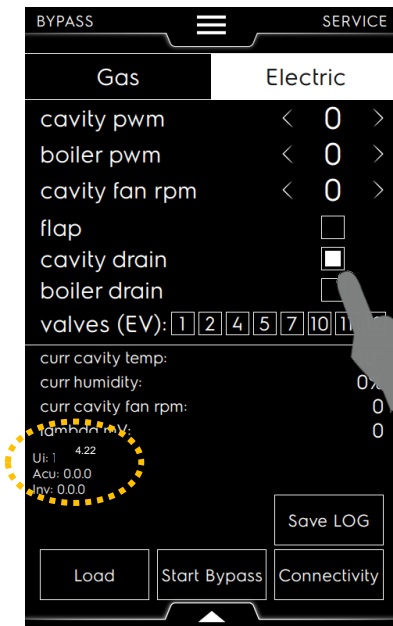 BYPASS SERVICE
Gas Electric
cavity pwm < 0 >
boiler pwm < 0 >
cavity fan rpm < 0 >
flap
cavity drain
boiler drain
valves (EV): 1 2 4 5 7 10 11
curr cavity temp:
curr humidity: 0%
curr cavity fan rpm: 0
lambda mV: 0
Ui: 1 4.22
Acu: 0.0.0
Inv: 0.0.0
Save LOG
Load Start Bypass Connectivity